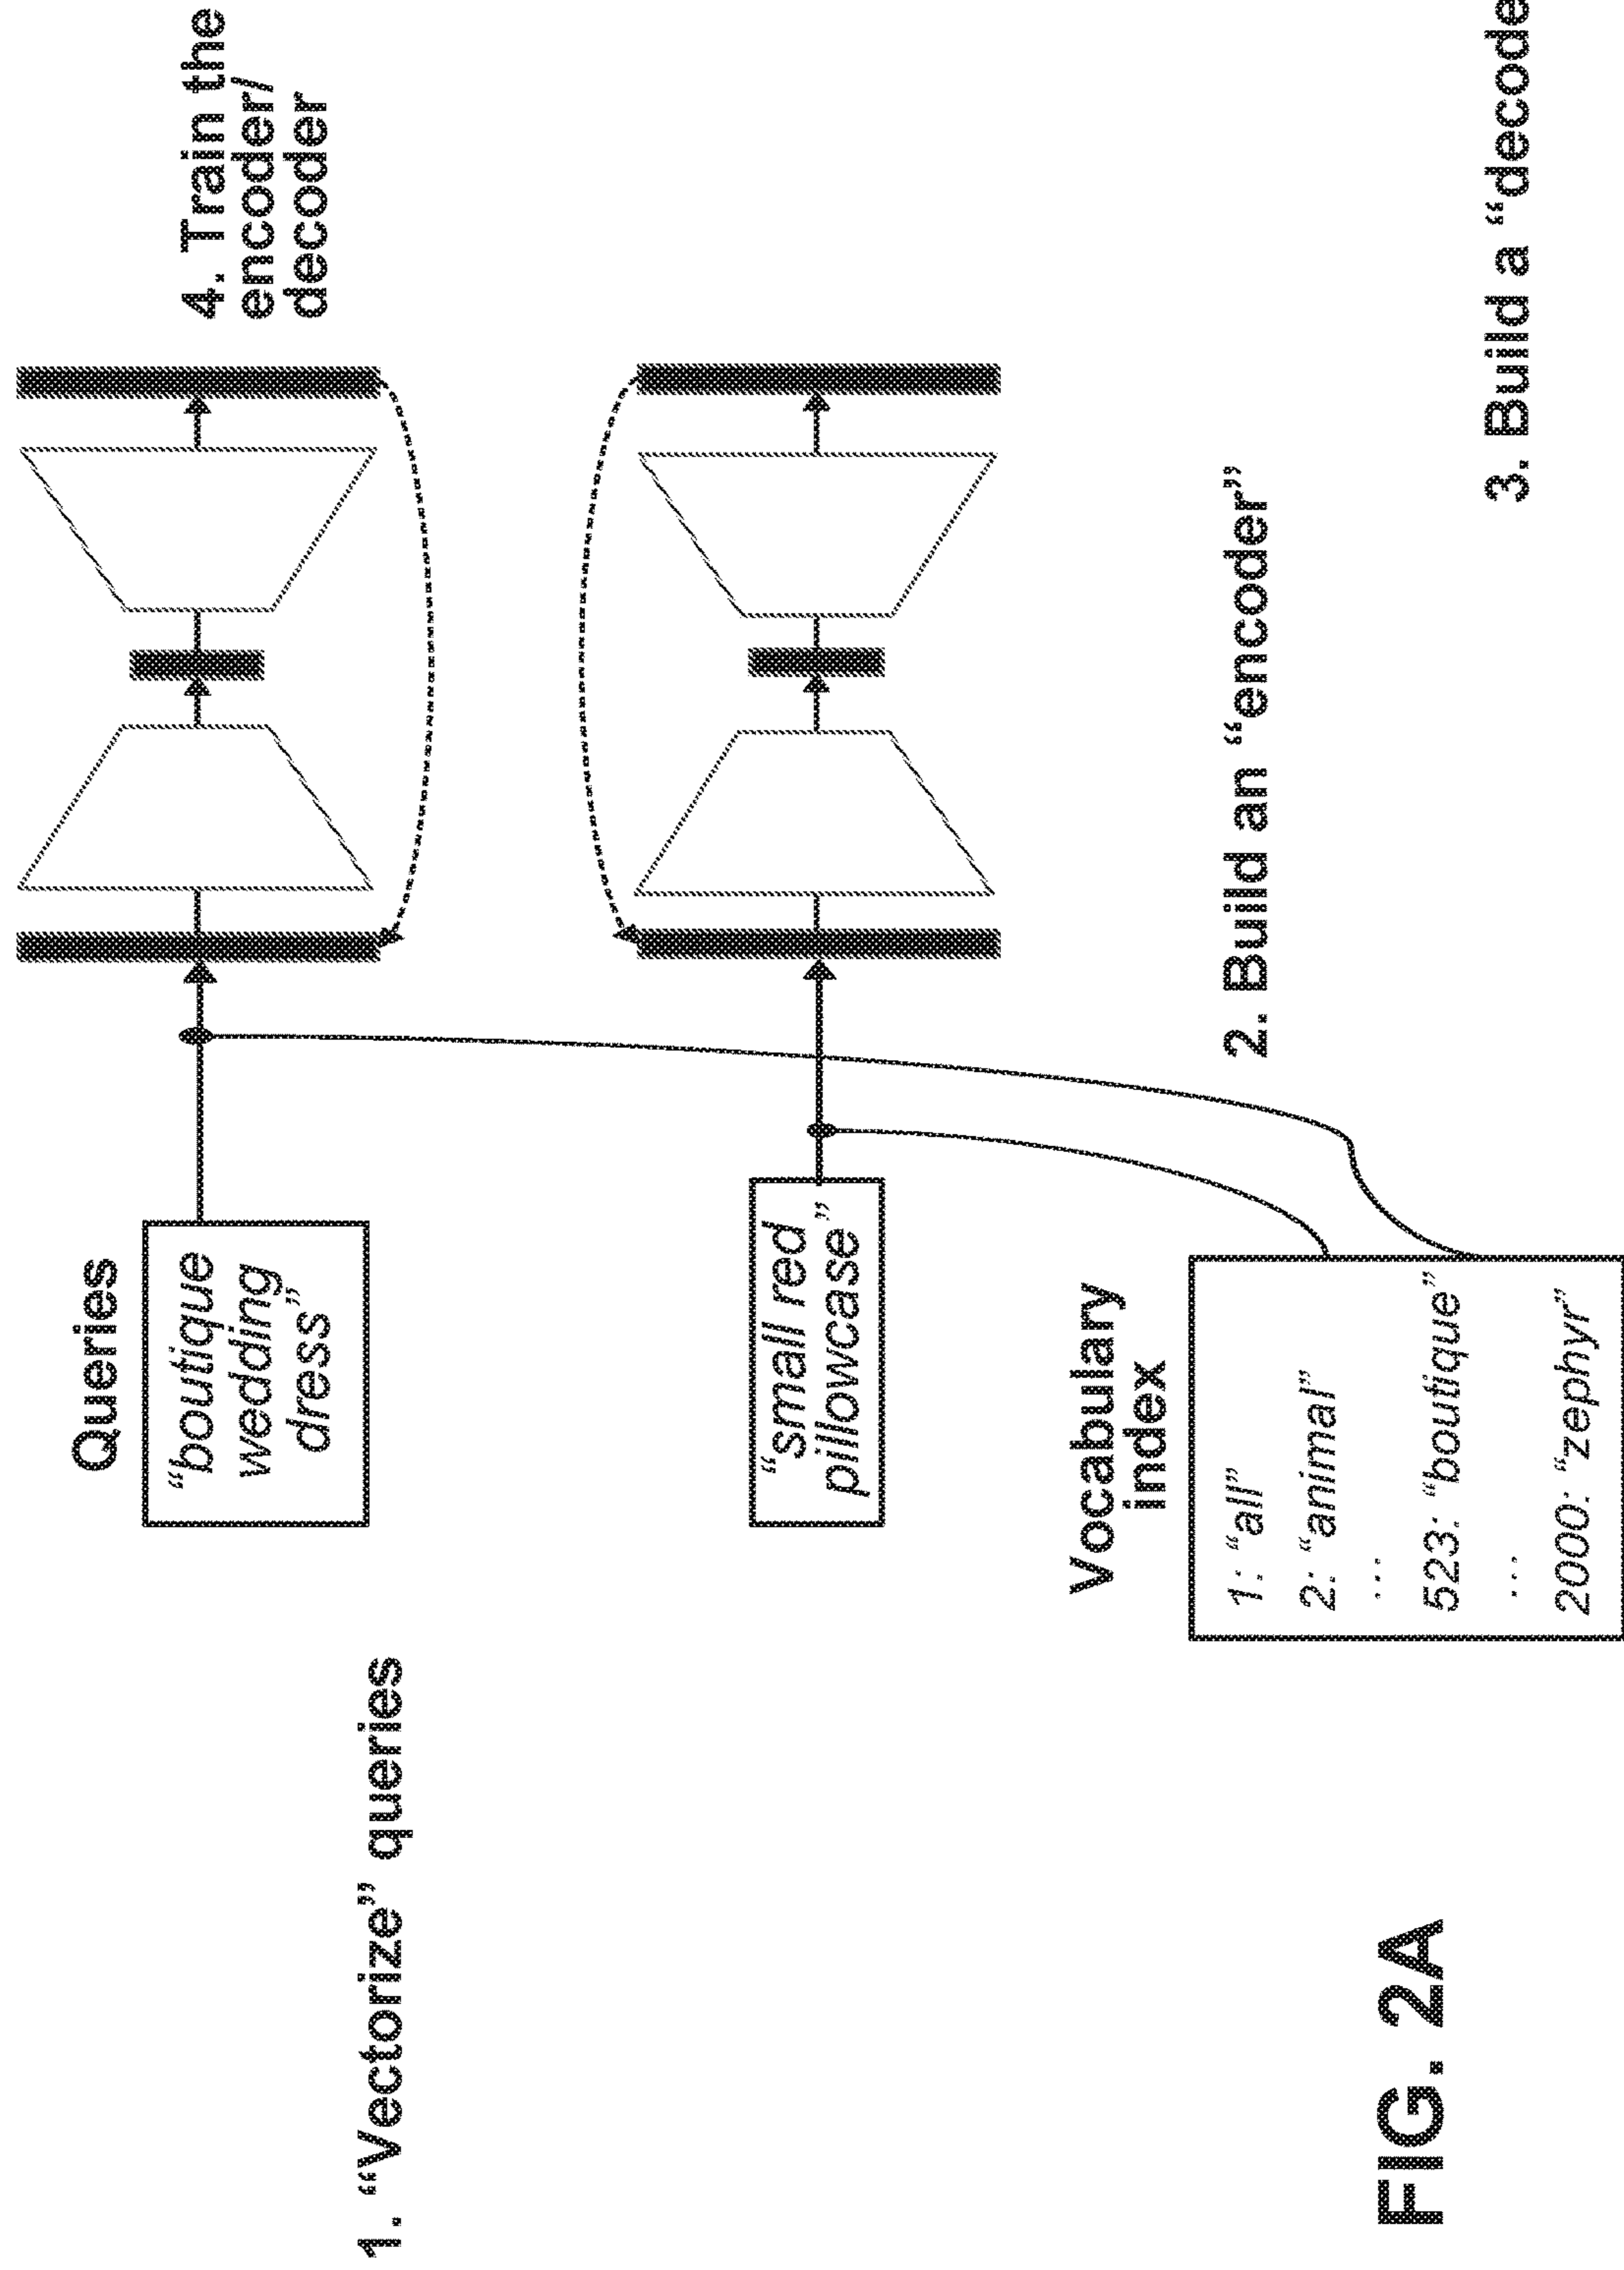 1. “Vectorize” queries
Queries
“boutique
wedding
dress”
“small red
pillowcase”
Vocabulary
index
1: “all”
2: “animal”
...
523: “boutique”
...
2000: “zephyr”
2. Build an “encoder”
3. Build a “decode
4. Train the
encoder/
decoder
FIG. 2A